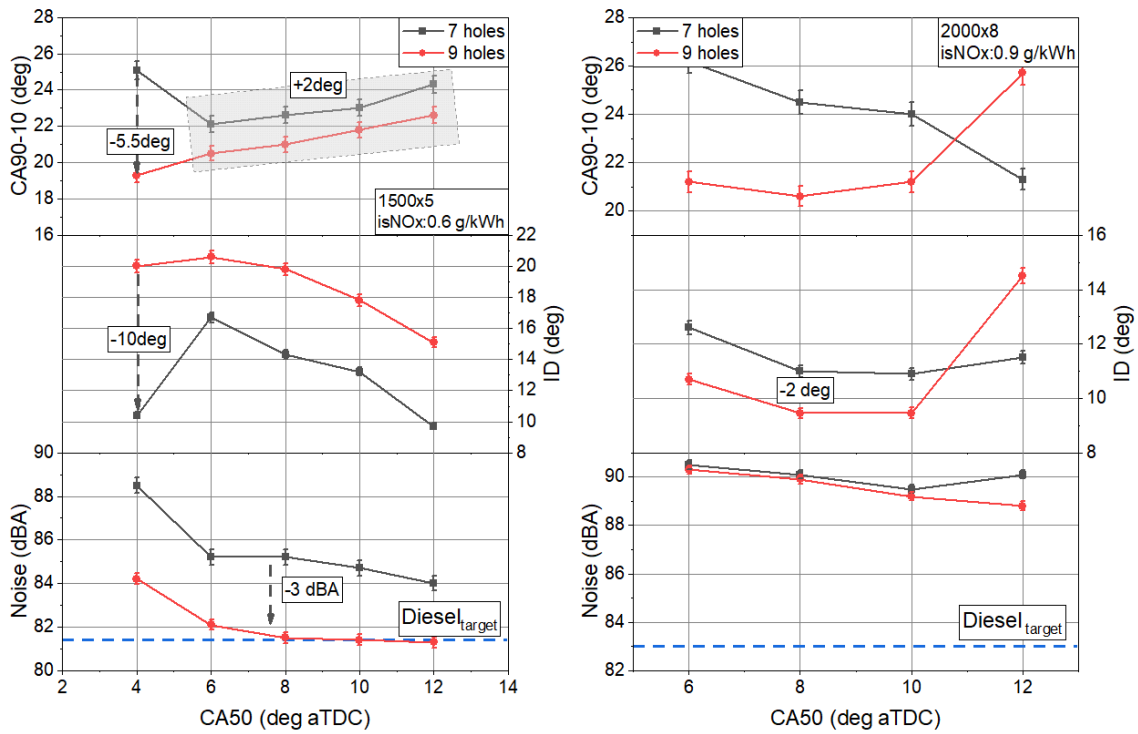 28
26
24
22
20
18
16
CA90-10 (deg)
7 holes
9 holes
+2deg
-5.5deg
1500x5
isNOx:0.6 g/kWh
22
20
18
16
14
12
10
8
ID (deg)
-10deg
90
88
86
84
82
80
Noise (dBA)
-3 dBA
Diesel target
2
4
6
8
10
12
14
CA50 (deg aTDC)
28
26
24
22
20
CA90-10 (deg)
7 holes
9 holes
2000x8
isNOx:0.9 g/kWh
16
14
12
10
8
ID (deg)
-2 deg
90
88
86
84
82
Noise (dBA)
Diesel target
6
8
10
12
CA50 (deg aTDC)